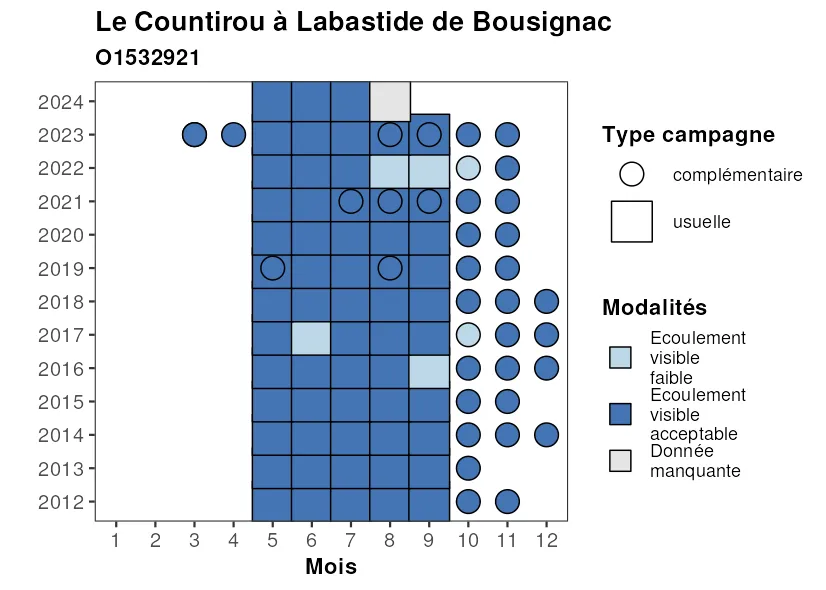 Le Countirou à Labastide de Bousignac
O1532921
2024
2023
2022
2021
2020
2019
2018
2017
2016
2015
2014
2013
2012
1 2 3 4 5 6 7 8 9 10 11 12
Mois
Type campagne
complémentaire
usuelle
Modalités
Ecoulement
visible
faible
Ecoulement
visible
acceptable
Donnée
manquante